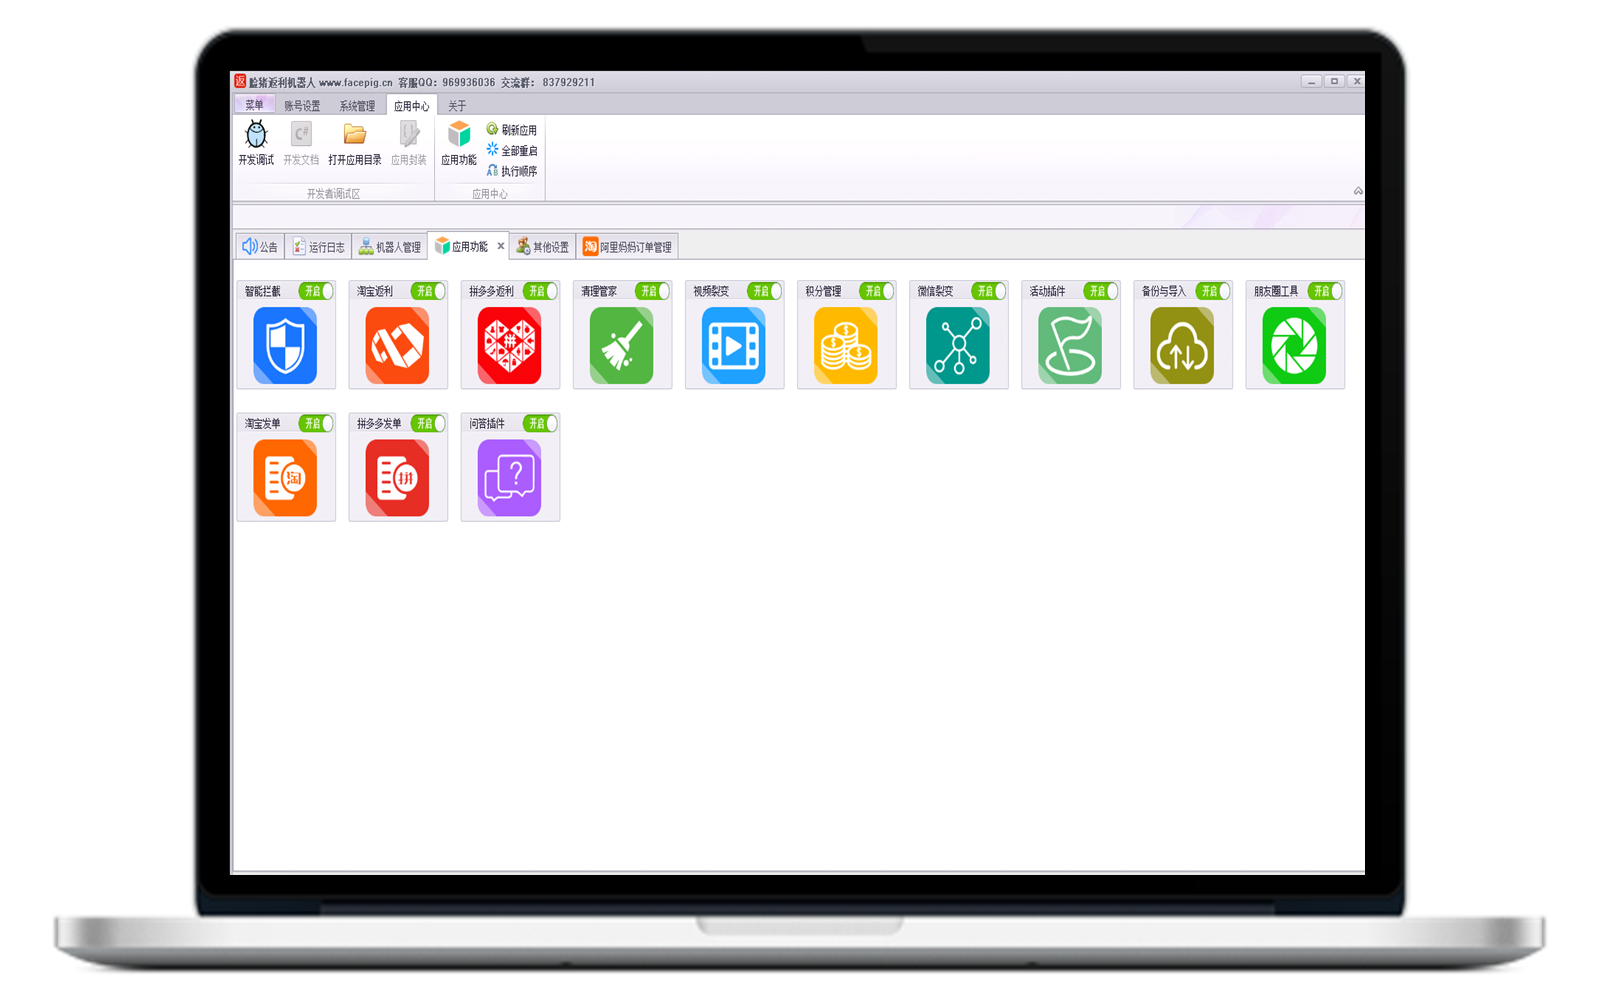 返 脸猪返利机器人 www.facepig.cn 客服QQ：969936036 交流群：837929211
菜单 账号设置 系统管理 应用中心 关于
开发调试 C# 开发文档 打开应用目录 应用封装 应用功能
刷新应用
全部重启
执行顺序
开发者调试区 应用中心
公告 运行日志 机器人管理 应用功能 其他设置 淘 阿里妈妈订单管理
智能拦截 开启 淘宝返利 开启 拼多多返利 开启 清理管家 开启 视频裂变 开启 积分管理 开启 微信裂变 开启 活动插件 开启 备份与导入 开启 朋友圈工具 开启
拼
淘宝发单 开启 拼多多发单 开启 问答插件 开启
淘 拼 ?